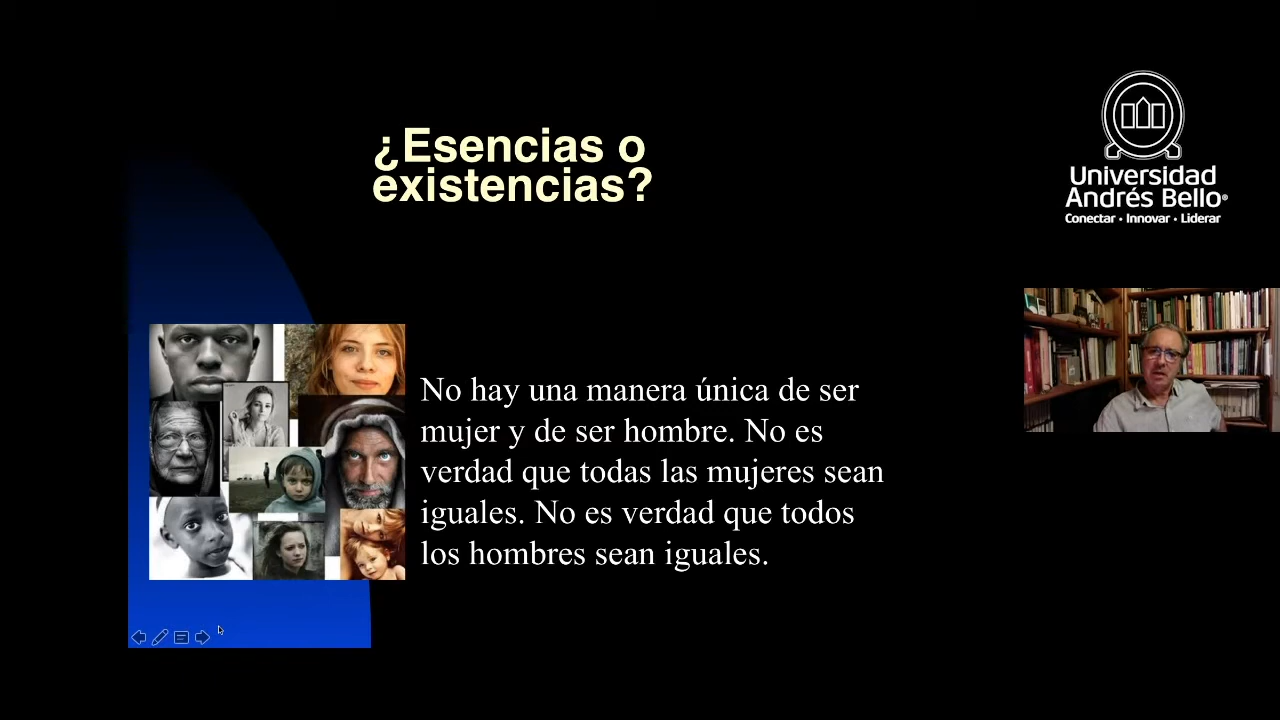 ¿Esencias o
existencias?
Universidad
Andrés Bello®
Conectar • Innovar • Liderar
No hay una manera única de ser
mujer y de ser hombre. No es
verdad que todas las mujeres sean
iguales. No es verdad que todos
los hombres sean iguales.